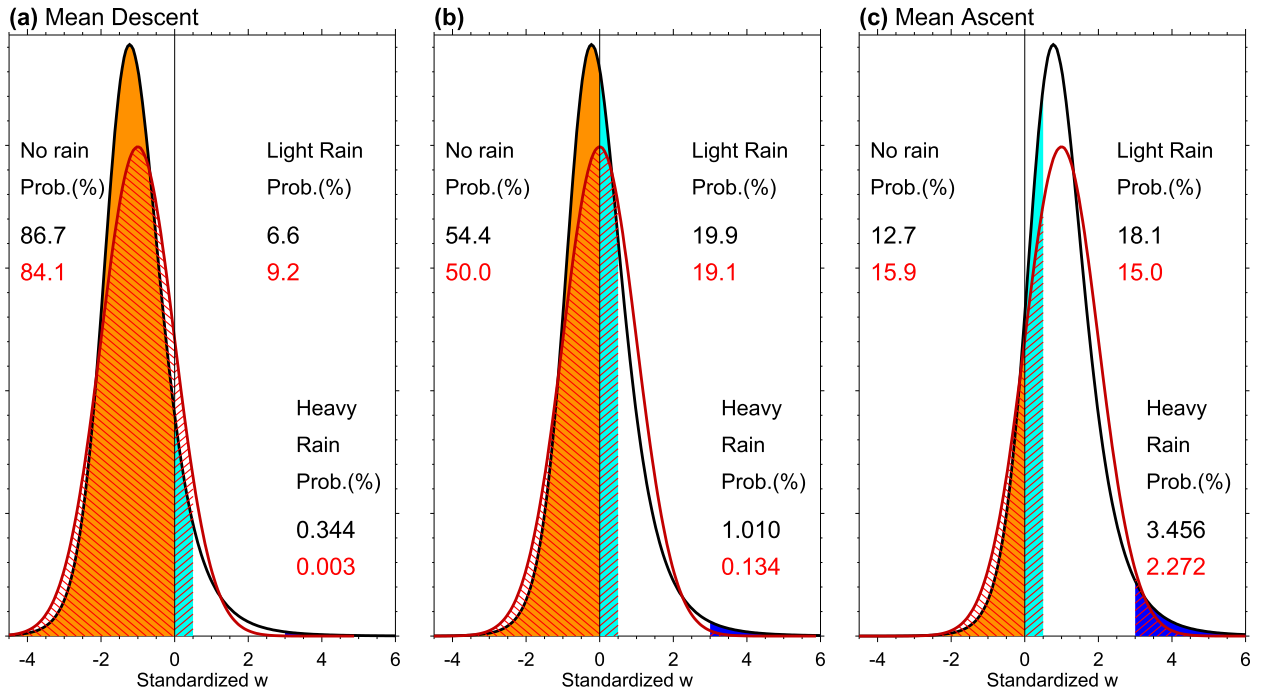 (a) Mean Descent
No rain
Prob.(%)
86.7
84.1
Light Rain
Prob.(%)
6.6
9.2
Heavy
Rain
Prob.(%)
0.344
0.003
-4 -2 0 2 4 6
Standardized w
(b)
No rain
Prob.(%)
54.4
50.0
Light Rain
Prob.(%)
19.9
19.1
Heavy
Rain
Prob.(%)
1.010
0.134
-4 -2 0 2 4 6
Standardized w
(c) Mean Ascent
No rain
Prob.(%)
12.7
15.9
Light Rain
Prob.(%)
18.1
15.0
Heavy
Rain
Prob.(%)
3.456
2.272
-4 -2 0 2 4 6
Standardized w